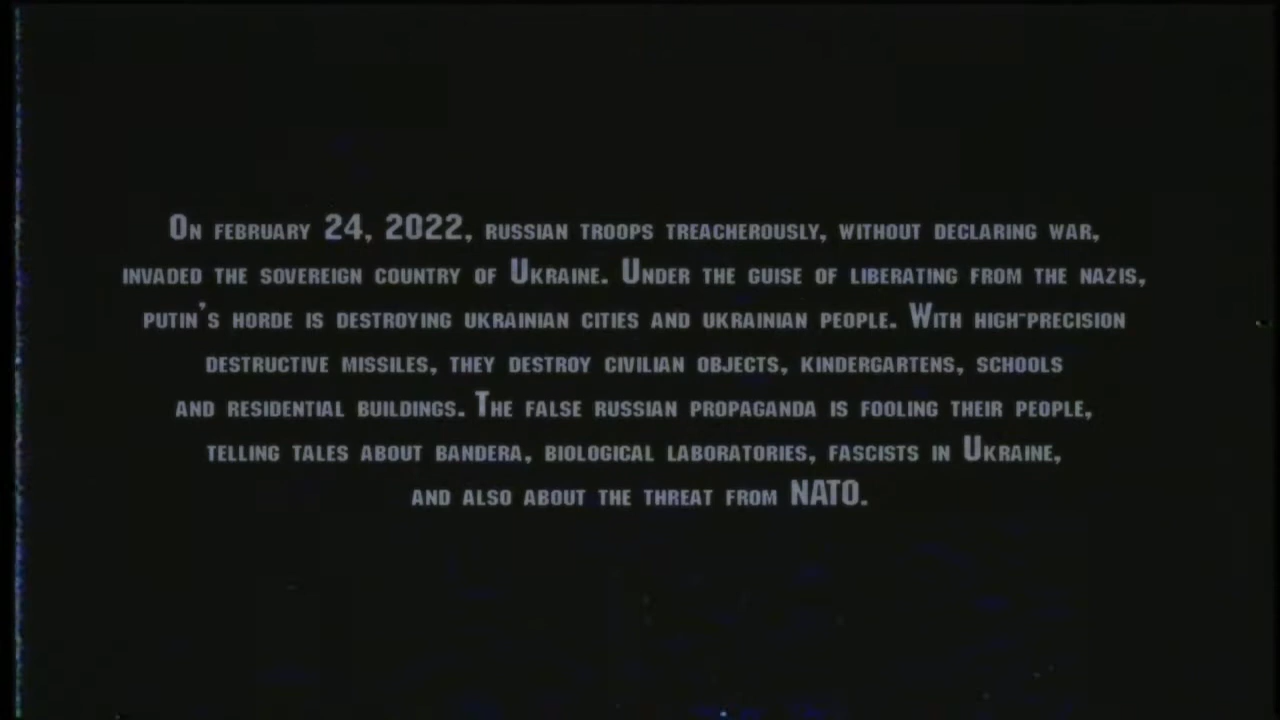 On february 24, 2022, russian troops treacherously, without declaring war,
invaded the sovereign country of Ukraine. Under the guise of liberating from the nazis,
putin's horde is destroying ukrainian cities and ukrainian people. With high-precision
destructive missiles, they destroy civilian objects, kindergartens, schools
and residential buildings. The false russian propaganda is fooling their people,
telling tales about bandera, biological laboratories, fascists in Ukraine,
and also about the threat from NATO.